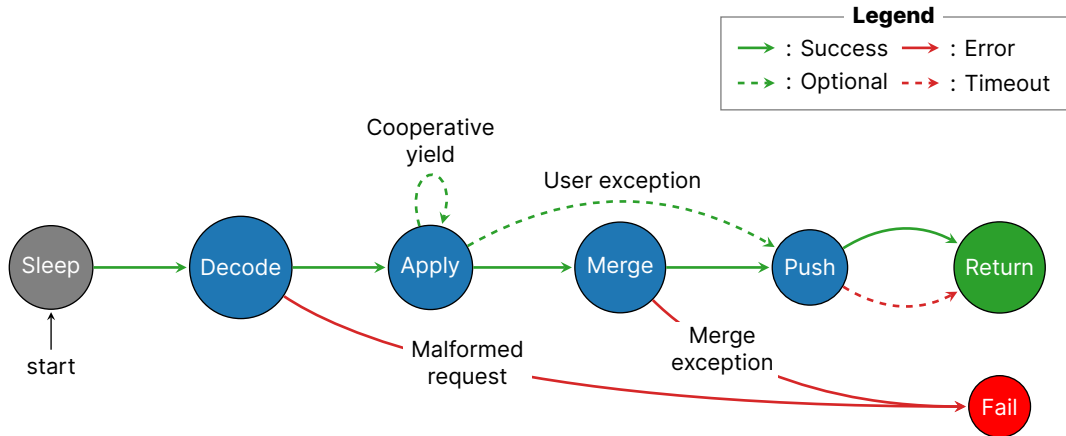 Legend
: Success
: Error
: Optional
: Timeout
Cooperative
yield
User exception
Sleep
Decode
Apply
Merge
Push
Return
start
Malformed
request
Merge
exception
Fail